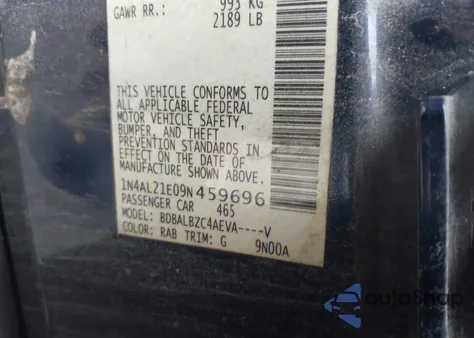 GAWR RR.: 993 KG
2189 LB
THIS VEHICLE CONFORMS TO
ALL APPLICABLE FEDERAL
MOTOR VEHICLE SAFETY,
BUMPER, AND THEFT
PREVENTION STANDARDS IN
EFFECT ON THE DATE OF
MANUFACTURE SHOWN ABOVE.
1N4AL21E09N459696
PASSENGER CAR 465
MODEL: BDBALBZC4AEVA----V
COLOR: RAB TRIM: G 9N00A
autoSnap